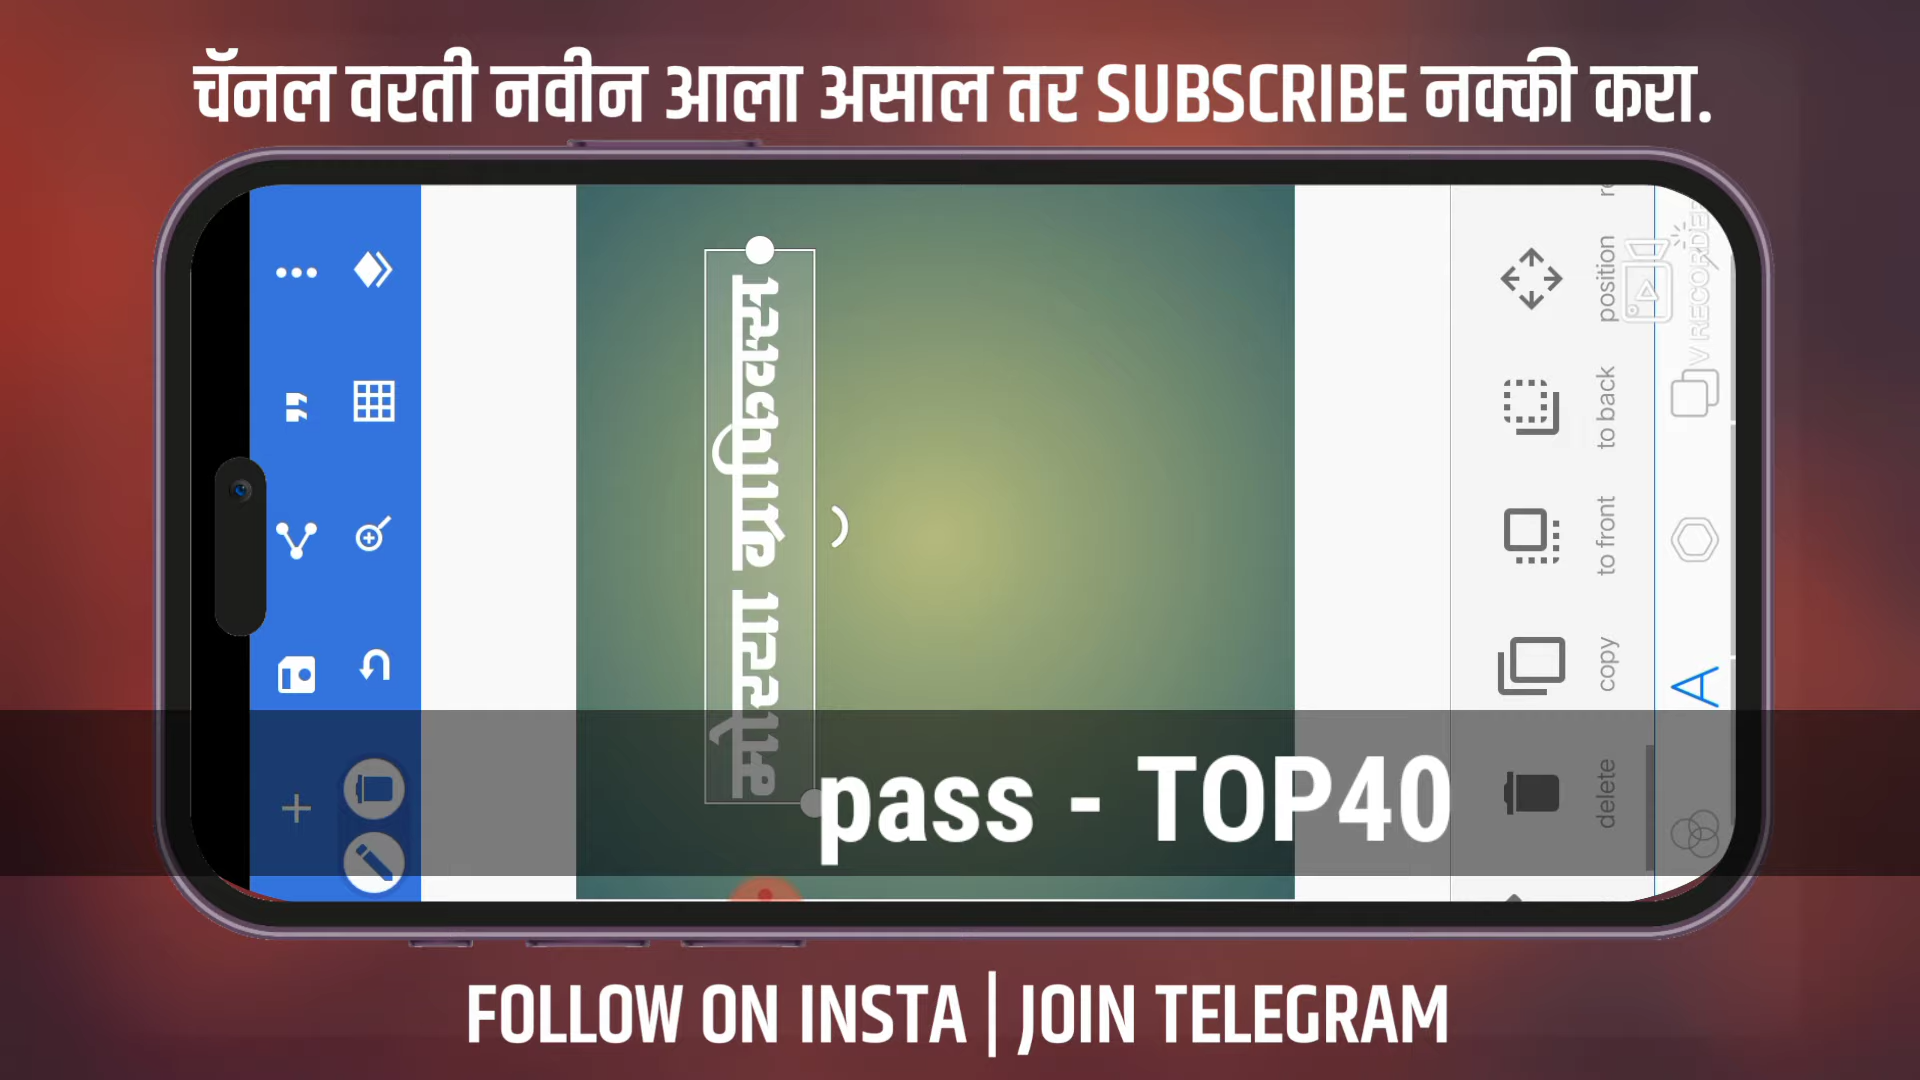 चॅनल वरती नवीन आला असाल तर SUBSCRIBE नक्की करा.
position
to back
to front
copy
delete
V RECORDER
A
pass - TOP40
FOLLOW ON INSTA | JOIN TELEGRAM